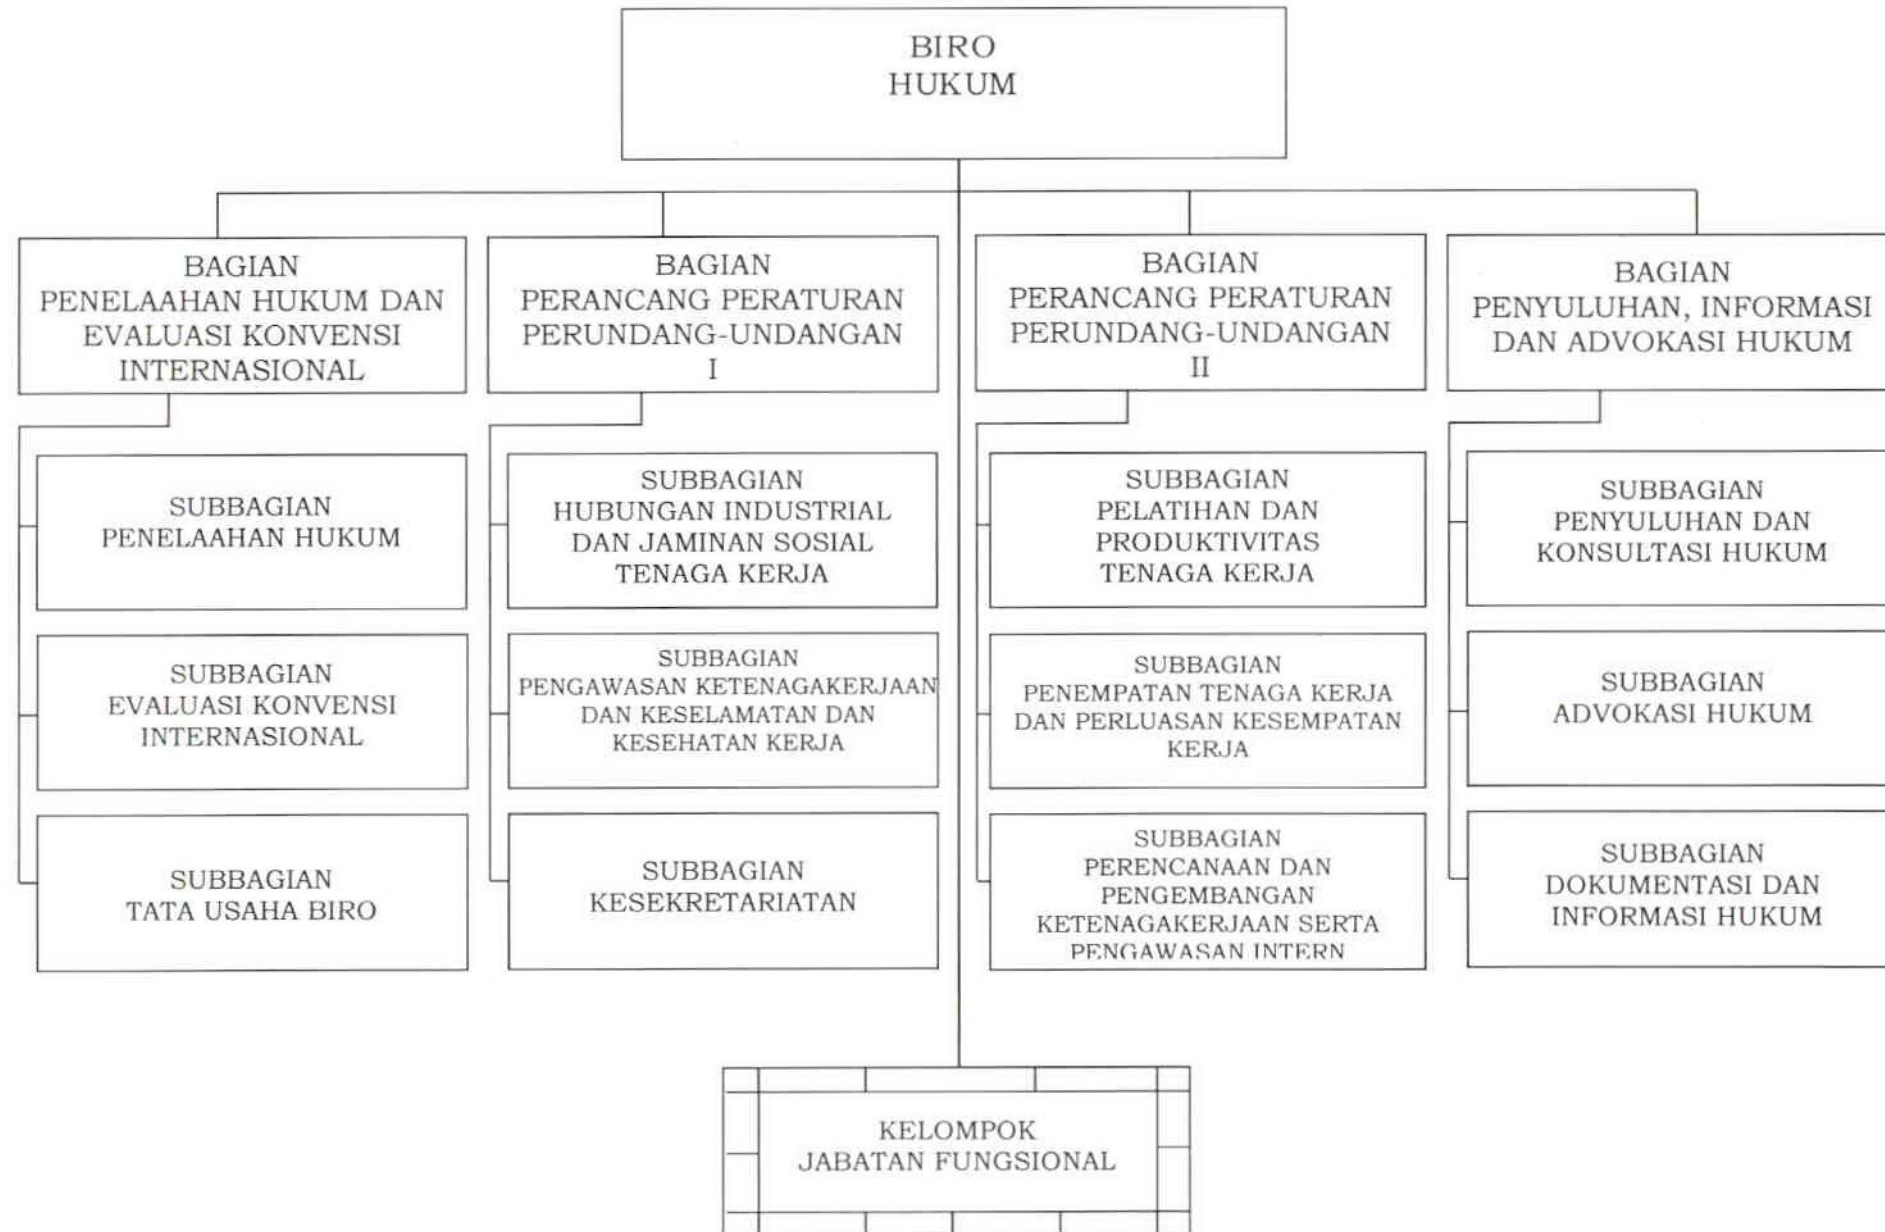 BIRO
HUKUM
BAGIAN
PENELAAHAN HUKUM DAN
EVALUASI KONVENSI
INTERNASIONAL
BAGIAN
PERANCANG PERATURAN
PERUNDANG-UNDANGAN
I
BAGIAN
PERANCANG PERATURAN
PERUNDANG-UNDANGAN
II
BAGIAN
PENYULUHAN, INFORMASI
DAN ADVOKASI HUKUM
SUBBAGIAN
PENELAAHAN HUKUM
SUBBAGIAN
HUBUNGAN INDUSTRIAL
DAN JAMINAN SOSIAL
TENAGA KERJA
SUBBAGIAN
PELATIHAN DAN
PRODUKTIVITAS
TENAGA KERJA
SUBBAGIAN
PENYULUHAN DAN
KONSULTASI HUKUM
SUBBAGIAN
EVALUASI KONVENSI
INTERNASIONAL
SUBBAGIAN
PENGAWASAN KETENAGAKERJAAN
DAN KESELAMATAN DAN
KESEHATAN KERJA
SUBBAGIAN
PENEMPATAN TENAGA KERJA
DAN PERLUASAN KESEMPATAN
KERJA
SUBBAGIAN
ADVOKASI HUKUM
SUBBAGIAN
TATA USAHA BIRO
SUBBAGIAN
KESEKRETARIATAN
SUBBAGIAN
PERENCANAAN DAN
PENGEMBANGAN
KETENAGAKERJAAN SERTA
PENGAWASAN INTERN
SUBBAGIAN
DOKUMENTASI DAN
INFORMASI HUKUM
KELOMPOK
JABATAN FUNGSIONAL